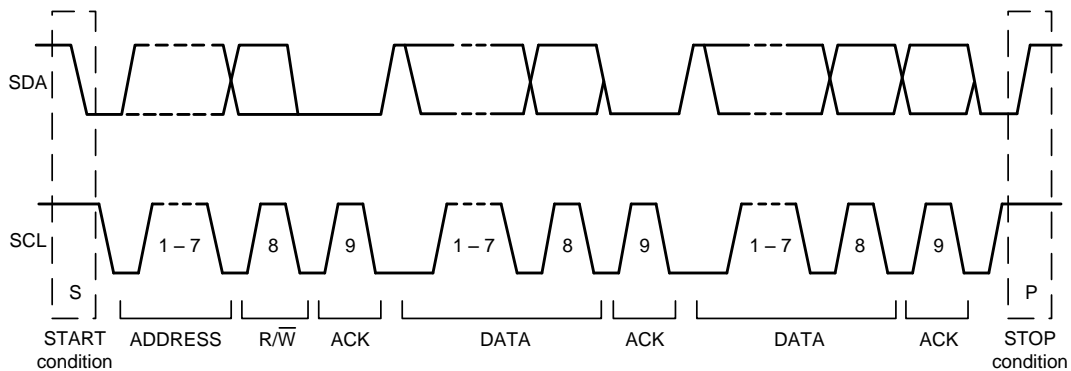 SDA
SCL
1 – 7
8
9
1 – 7
8
9
1 – 7
8
9
S
P
START
condition
ADDRESS
R/W̅
ACK
DATA
ACK
DATA
ACK
STOP
condition